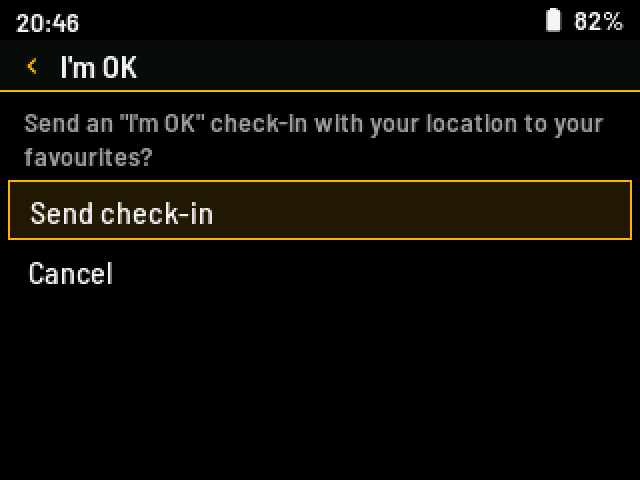 20:46
82%
I'm OK
Send an "I'm OK" check-in with your location to your
favourites?
Send check-in
Cancel